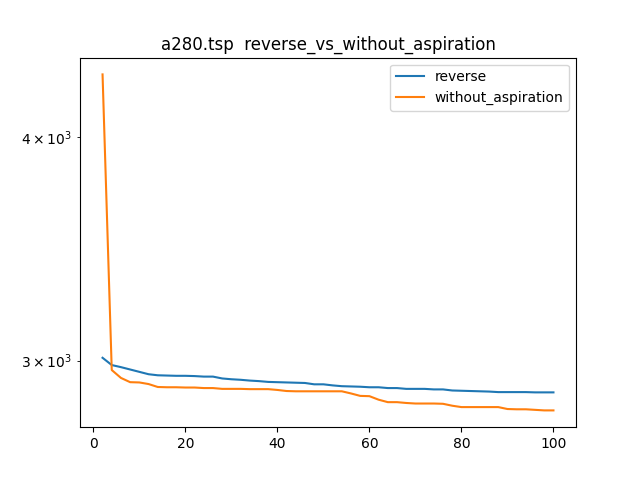 a280.tsp  reverse_vs_without_aspiration
reverse
without_aspiration
4 × 10³
3 × 10³
0 20 40 60 80 100